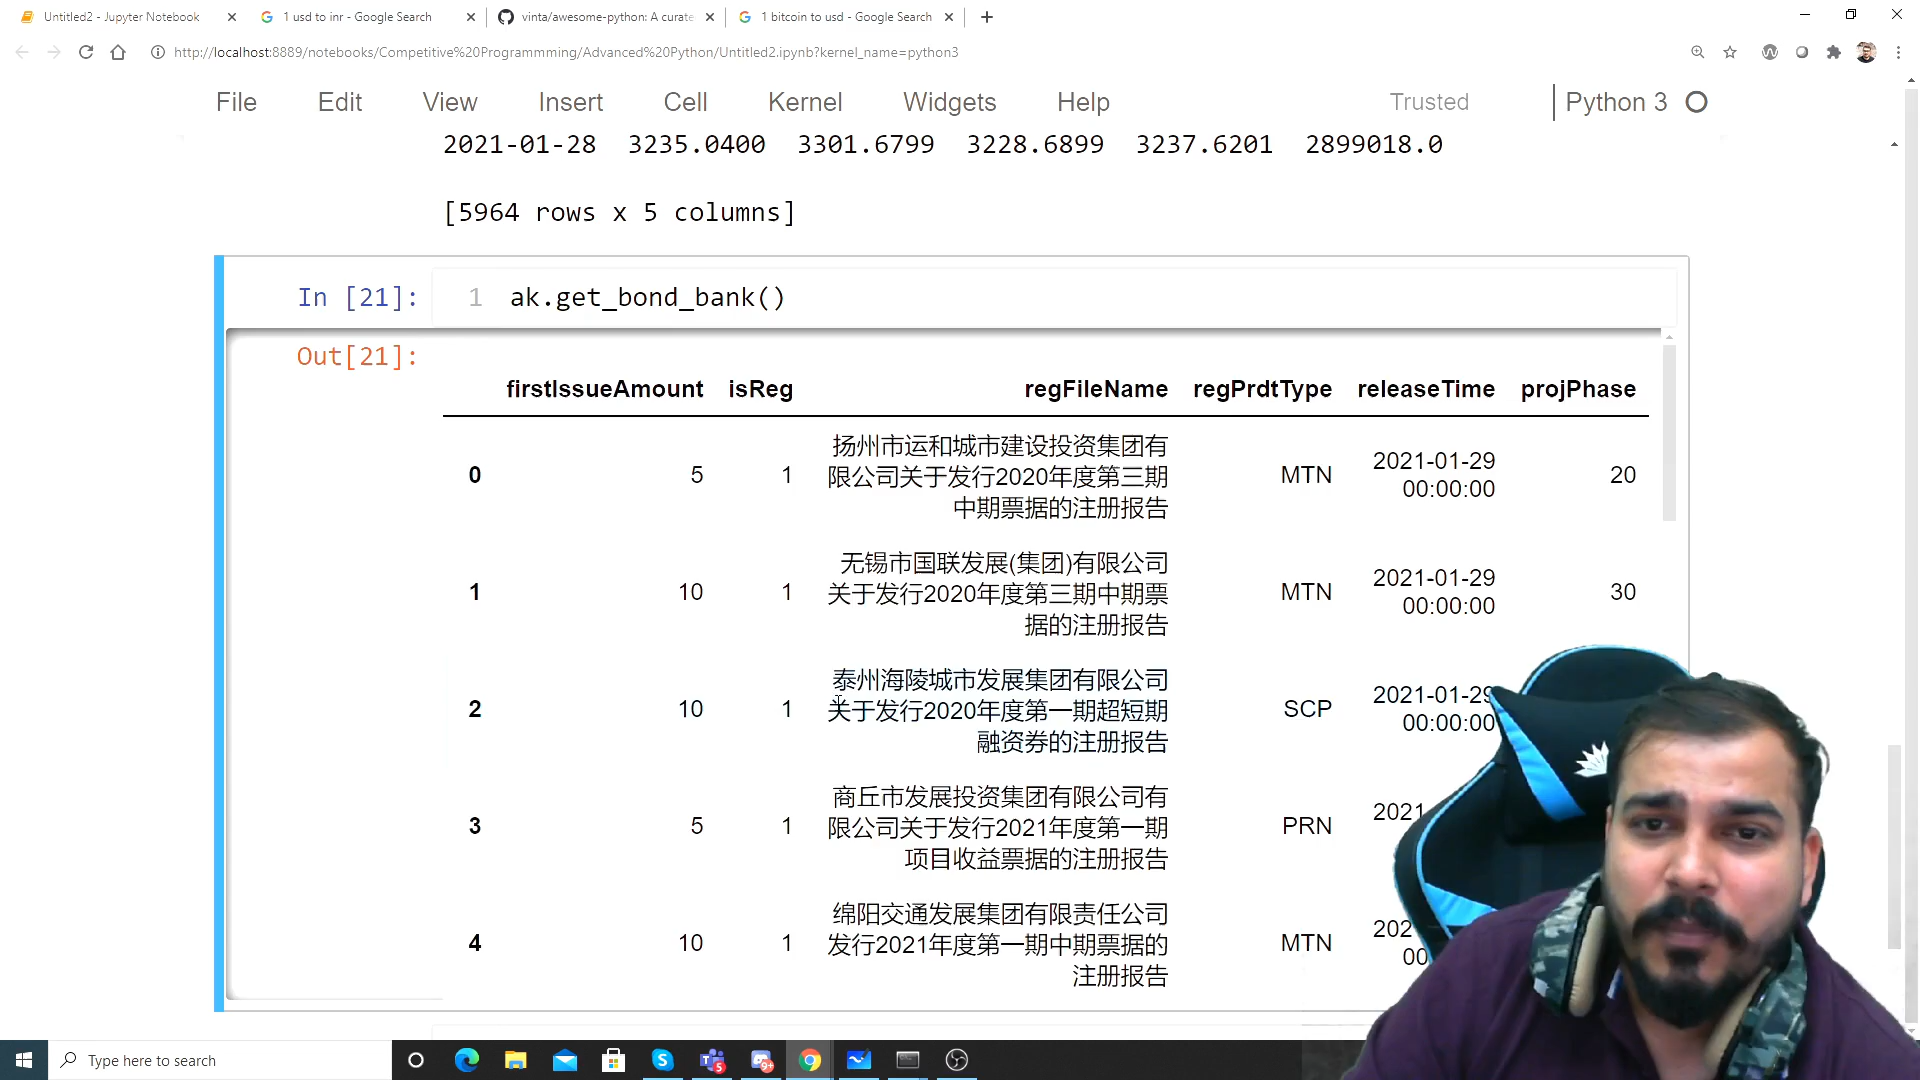 Untitled2 - Jupyter Notebook
1 usd to inr - Google Search
vinta/awesome-python: A curate
1 bitcoin to usd - Google Search
http://localhost:8889/notebooks/Competitive%20Programmming/Advanced%20Python/Untitled2.ipynb?kernel_name=python3
File Edit View Insert Cell Kernel Widgets Help Trusted Python 3
2021-01-28 3235.0400 3301.6799 3228.6899 3237.6201 2899018.0
[5964 rows x 5 columns]
In [21]: 1 ak.get_bond_bank()
Out[21]:
firstIssueAmount isReg regFileName regPrdtType releaseTime projPhase
扬州市运和城市建设投资集团有
0 5 1 限公司关于发行2020年度第三期 MTN 2021-01-29 00:00:00 20
中期票据的注册报告
无锡市国联发展(集团)有限公司
1 10 1 关于发行2020年度第三期中期票 MTN 2021-01-29 00:00:00 30
据的注册报告
泰州海陵城市发展集团有限公司
2 10 1 关于发行2020年度第一期超短期 SCP 2021-01-29 00:00:00
融资券的注册报告
商丘市发展投资集团有限公司有
3 5 1 限公司关于发行2021年度第一期 PRN 2021
项目收益票据的注册报告
绵阳交通发展集团有限责任公司
4 10 1 发行2021年度第一期中期票据的 MTN 202 00
注册报告
Type here to search
S
T 5
9+